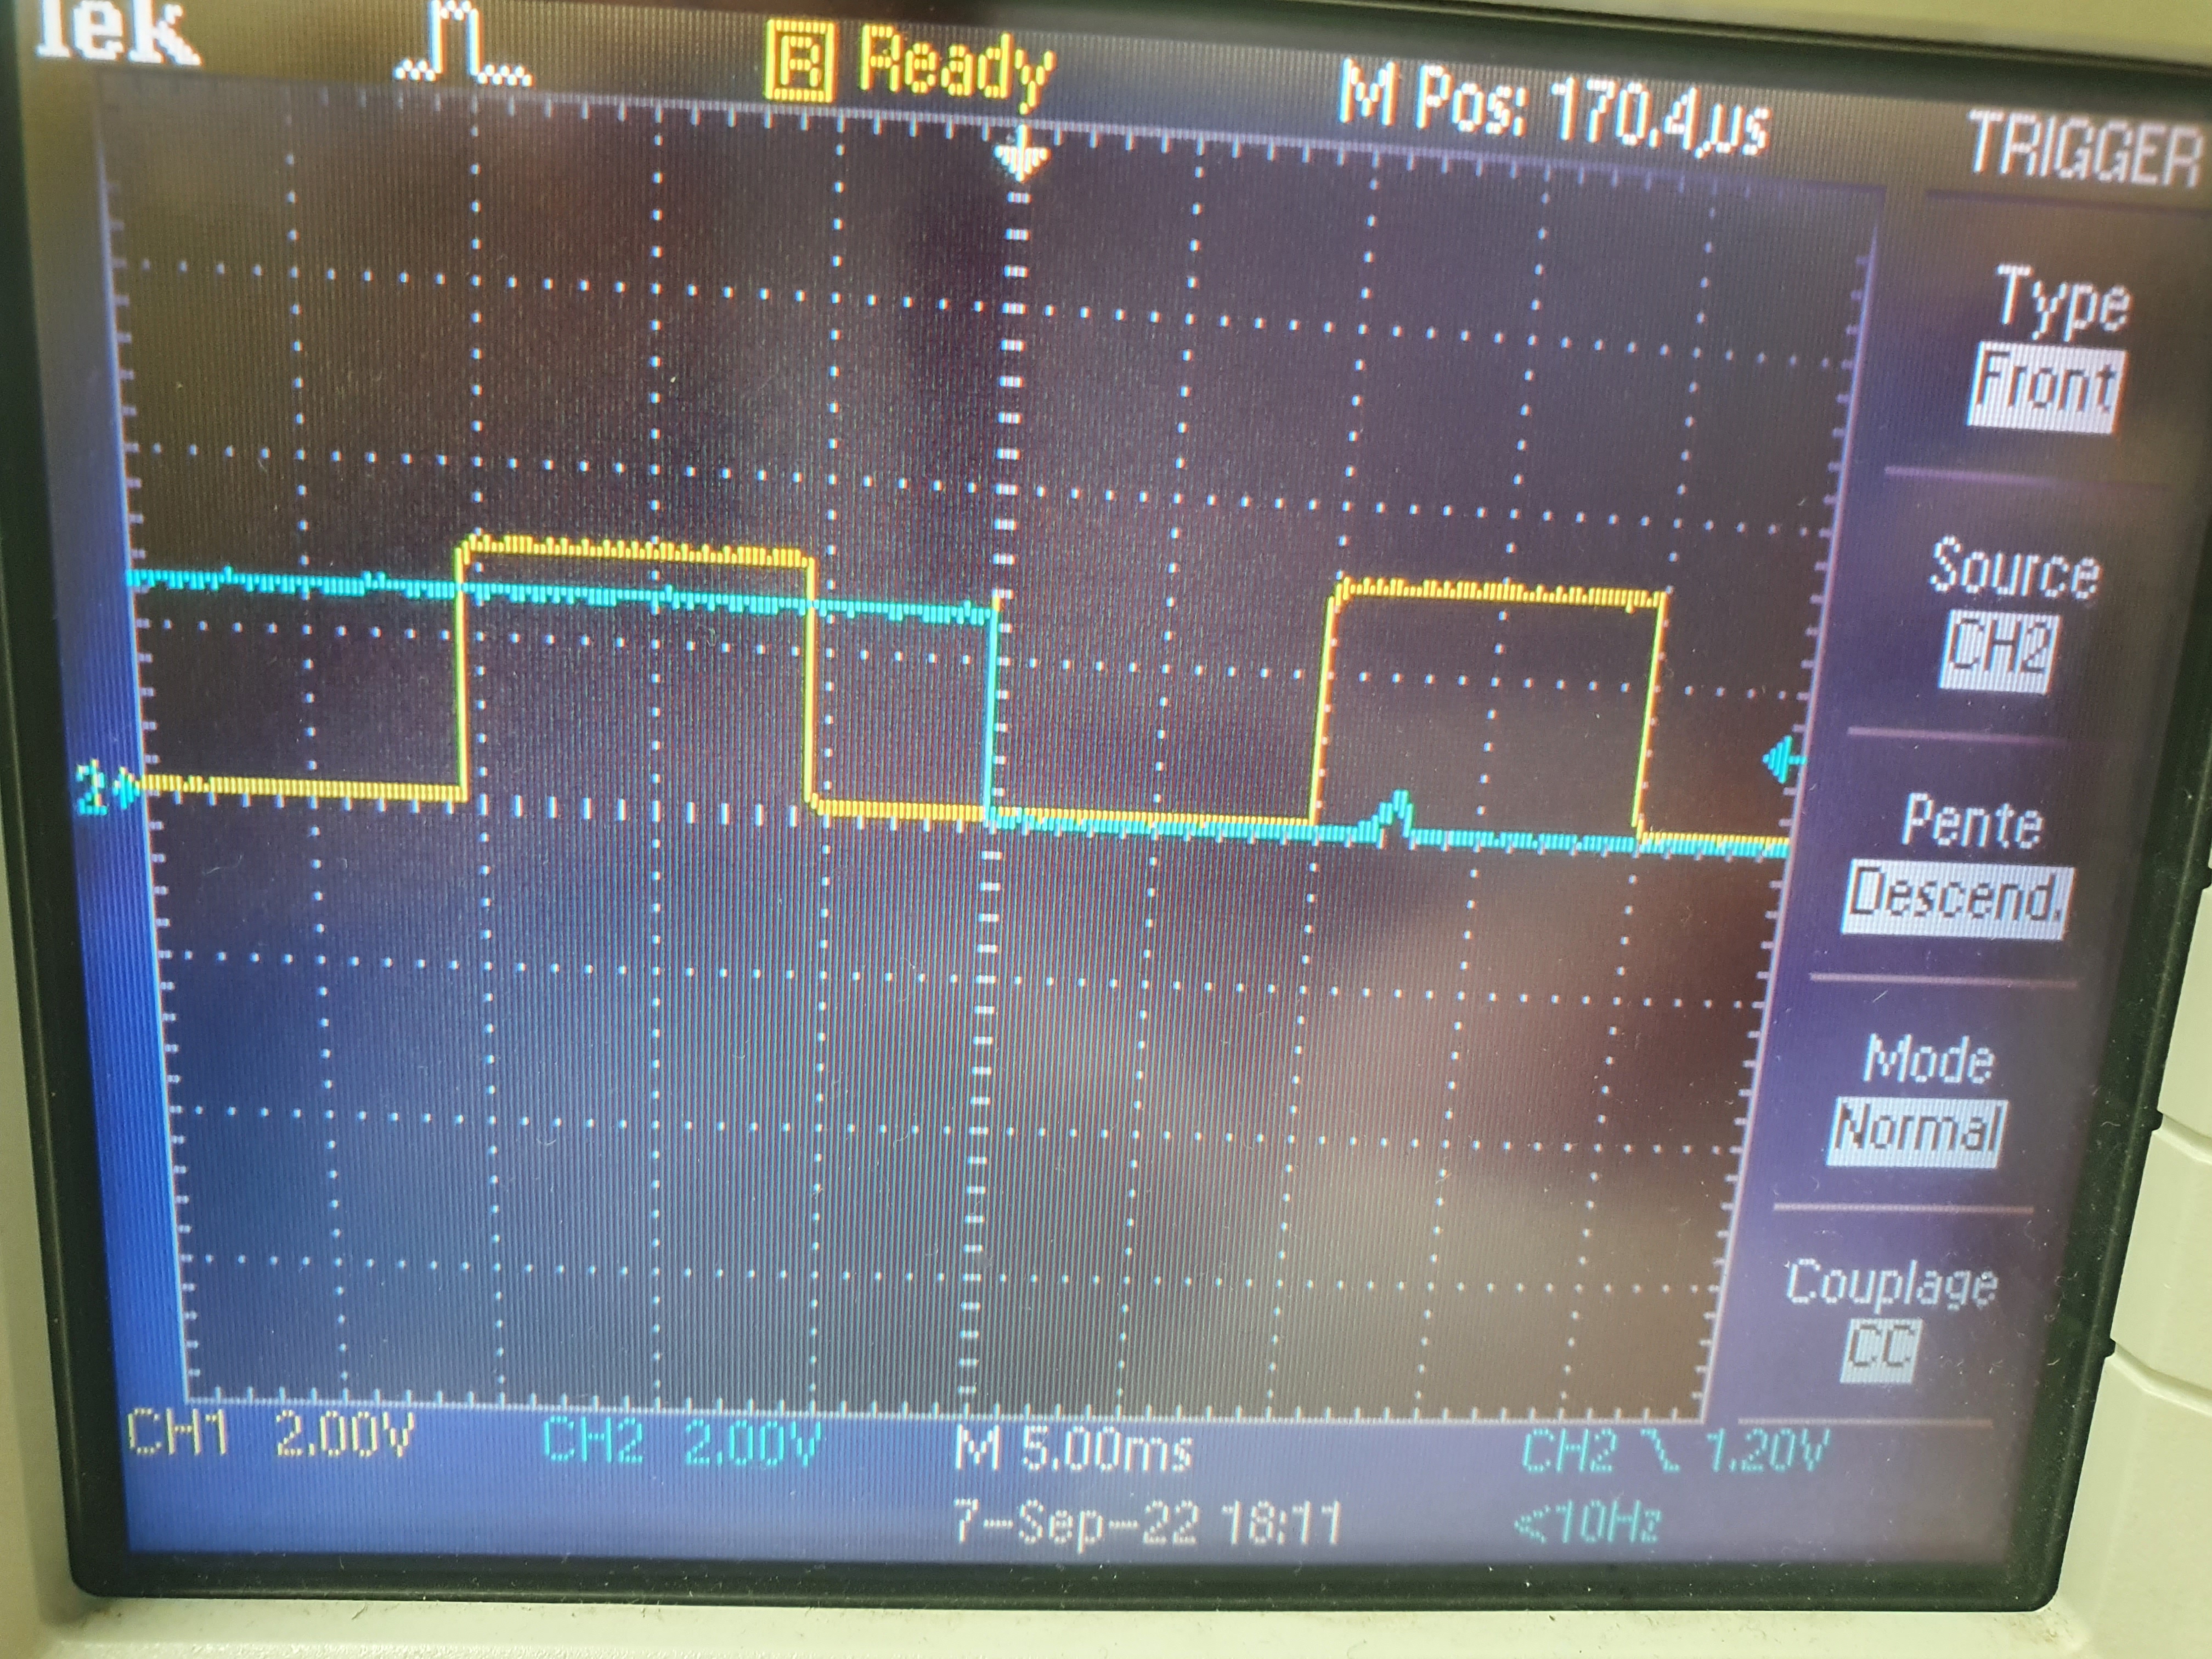 Tek
R Ready
M Pos: 170.4µs
TRIGGER
Type
Front
Source
CH2
2
Pente
Descend.
Mode
Normal
Couplage
CC
CH1 2.00V
CH2 2.00V
M 5.00ms
CH2 1.20V
7-Sep-22 18:11
<10Hz